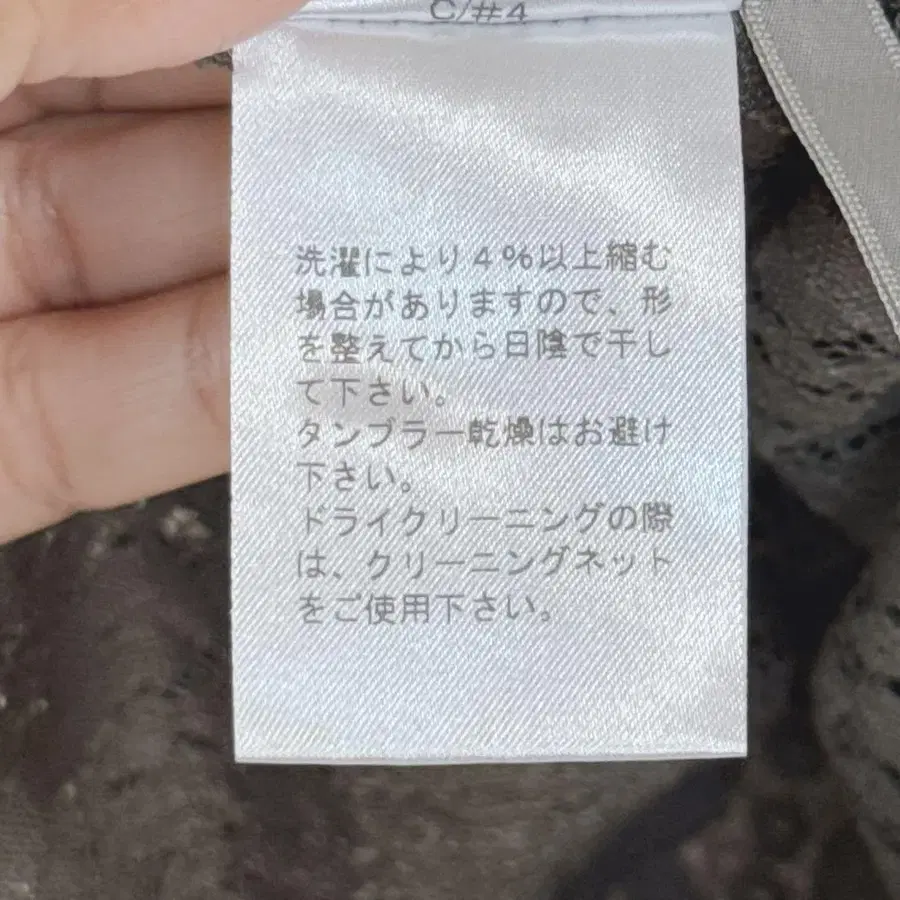 C/#4
洗濯により4%以上縮む
場合がありますので、形
を整えてから日陰で干し
て下さい。
タンブラー乾燥はお避け
下さい。
ドライクリーニングの際
は、クリーニングネット
をご使用下さい。